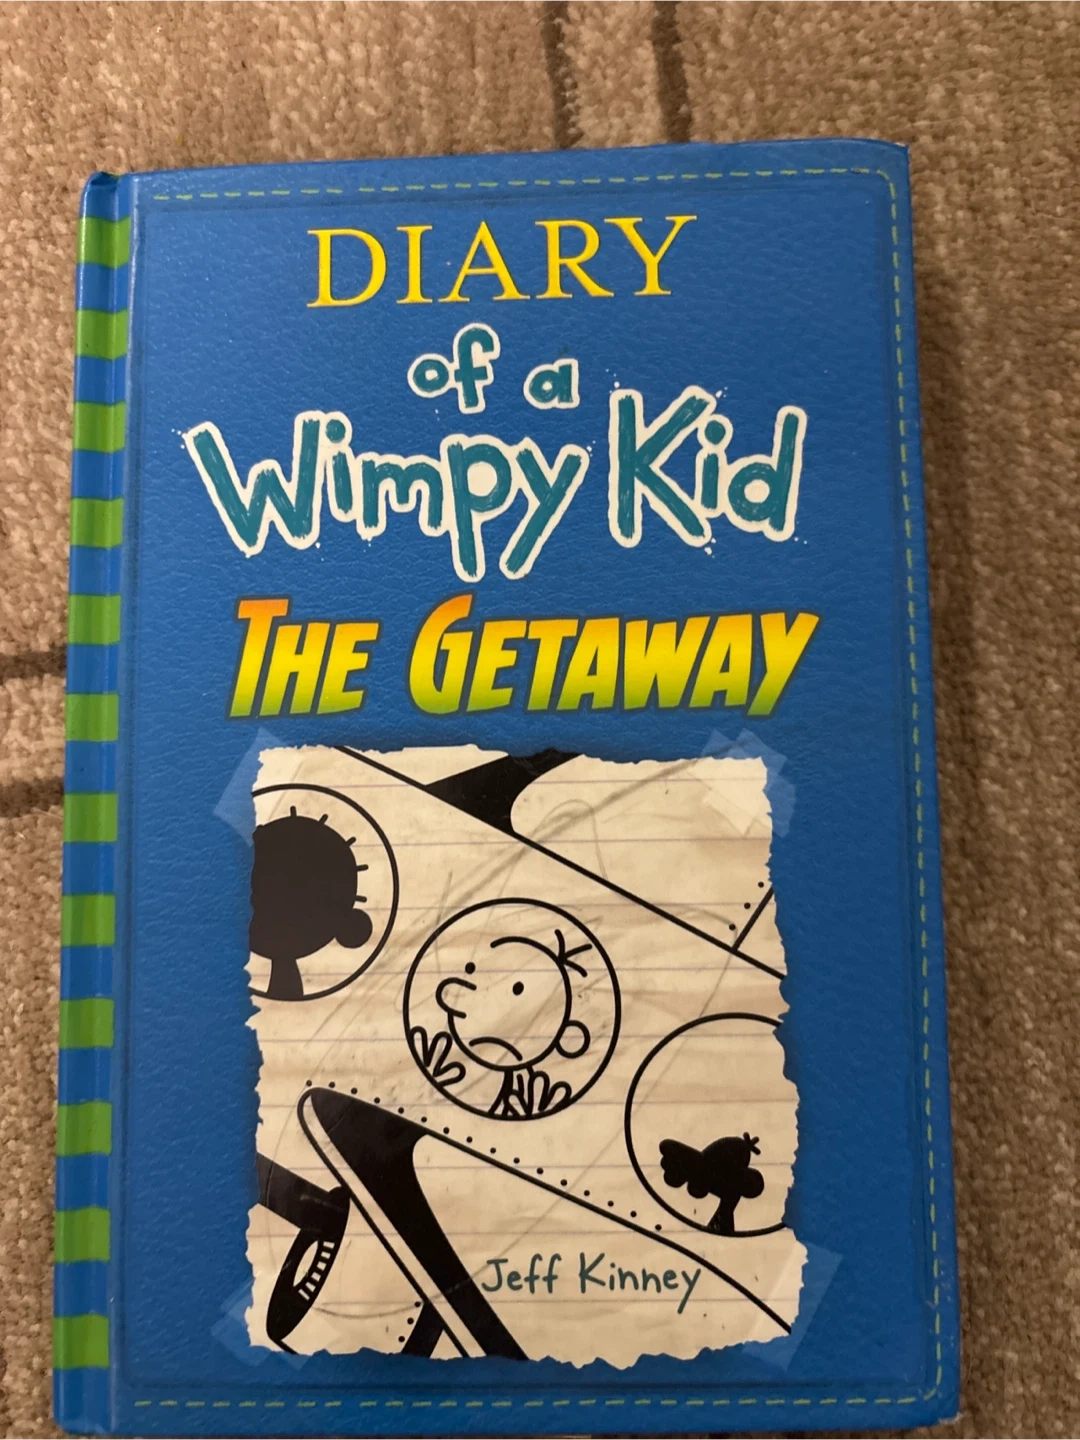 DIARY
of a
Wimpy Kid
THE GETAWAY
Jeff Kinney